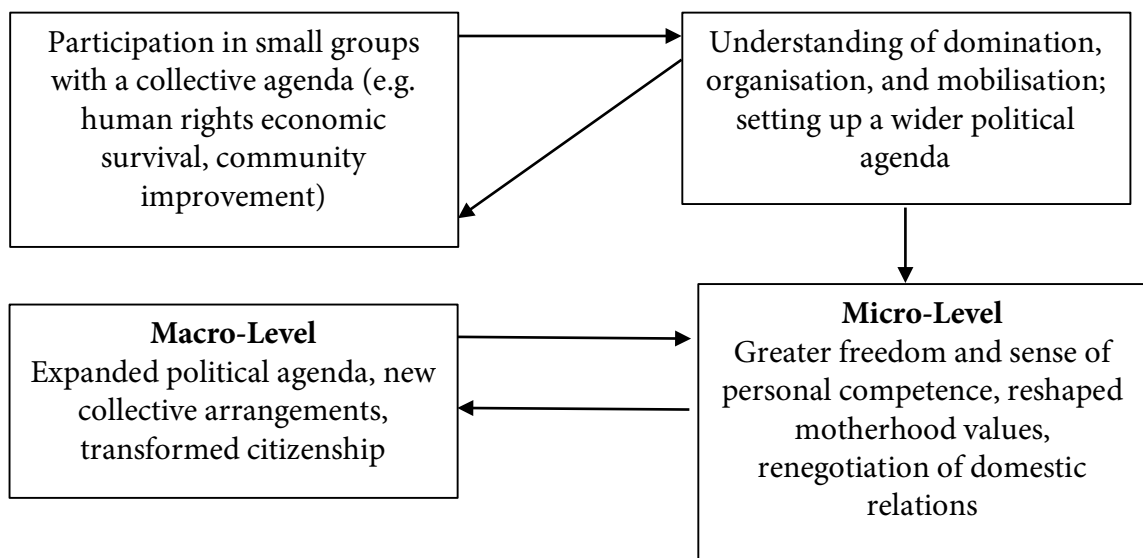 Participation in small groups
with a collective agenda (e.g.
human rights economic
survival, community
improvement)
Understanding of domination,
organisation, and mobilisation;
setting up a wider political
agenda
Macro-Level
Expanded political agenda, new
collective arrangements,
transformed citizenship
Micro-Level
Greater freedom and sense of
personal competence, reshaped
motherhood values,
renegotiation of domestic
relations